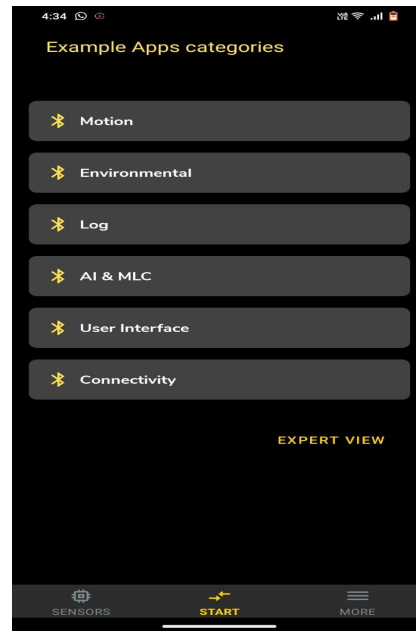 4:34
Example Apps categories
Motion
Environmental
Log
AI & MLC
User Interface
Connectivity
EXPERT VIEW
SENSORS START MORE